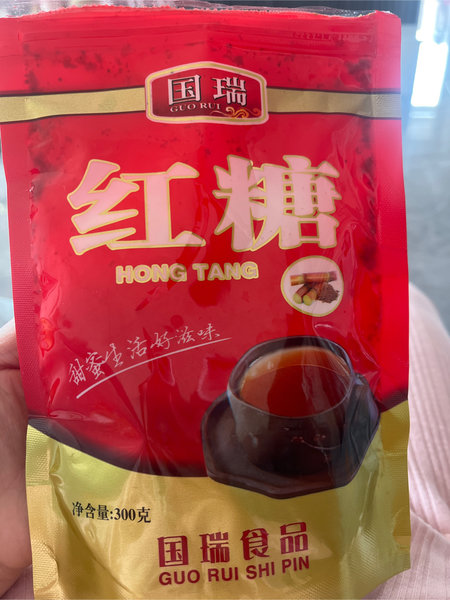 国瑞
GUO RUI
红糖
HONG TANG
甜蜜生活好滋味
净含量:300克
国瑞食品
GUO RUI SHI PIN